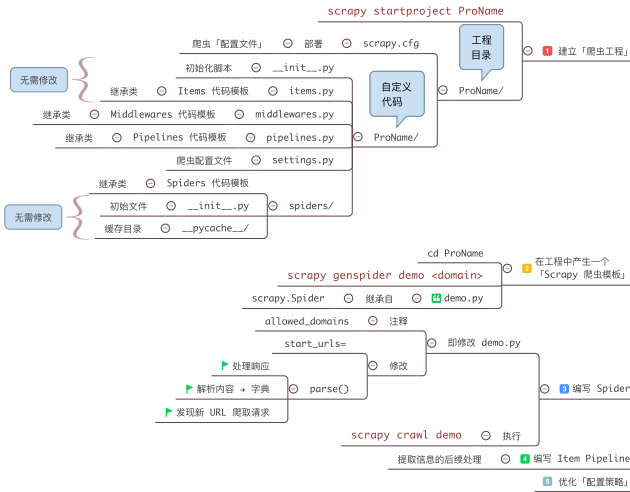 scrapy startproject ProName
工程
目录
1 建立「爬虫工程」
爬虫「配置文件」 部署 scrapy.cfg
初始化脚本 __init__.py
无需修改
自定义
代码
ProName/
继承类 Items 代码模板 items.py
继承类 Middlewares 代码模板 middlewares.py
继承类 Pipelines 代码模板 pipelines.py
ProName/
爬虫配置文件 settings.py
继承类 Spiders 代码模板
无需修改
初始文件 __init__.py spiders/
缓存目录 __pycache__/
cd ProName
2 在工程中产生一个
「Scrapy 爬虫模板」
scrapy genspider demo <domain>
scrapy.Spider 继承自 demo.py
allowed_domains 注释
start_urls=
即修改 demo.py
处理响应
修改
解析内容 → 字典 parse()
3 编写 Spider
发现新 URL 爬取请求
scrapy crawl demo 执行
提取信息的后续处理 4 编写 Item Pipeline
5 优化「配置策略」